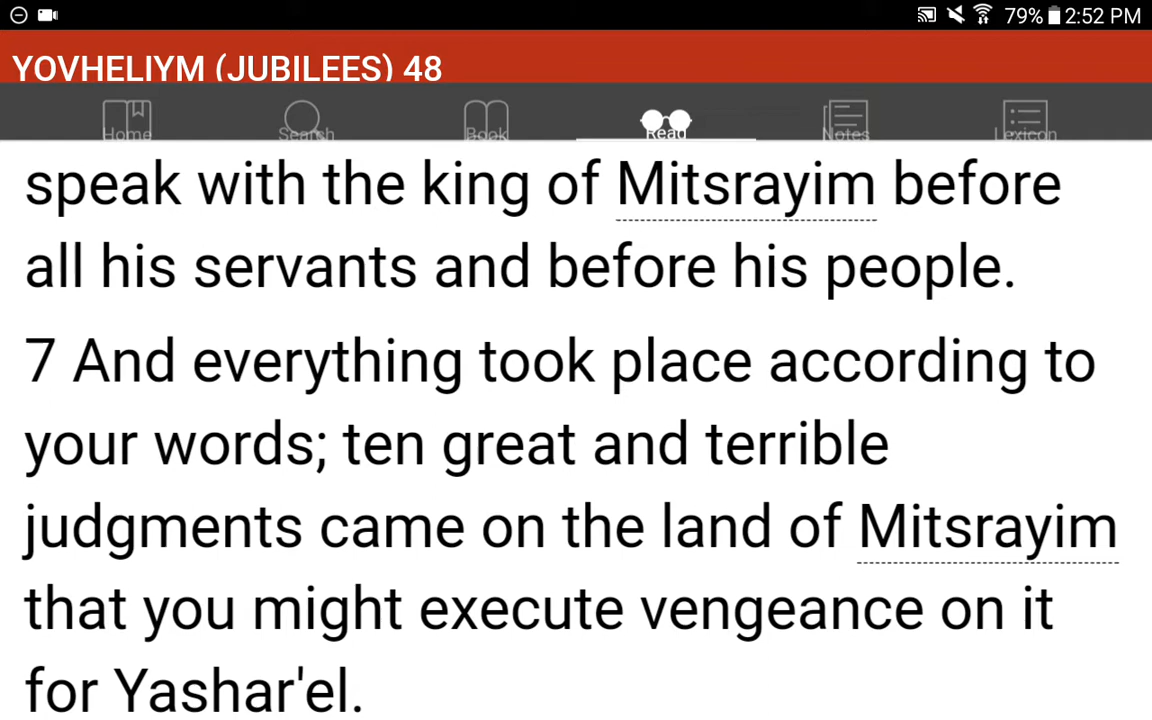 79% 2:52 PM
YOVHELIYM (JUBILEES) 48
Home Search Book Read Notes Lexicon
speak with the king of Mitsrayim before
all his servants and before his people.
7 And everything took place according to
your words; ten great and terrible
judgments came on the land of Mitsrayim
that you might execute vengeance on it
for Yashar'el.